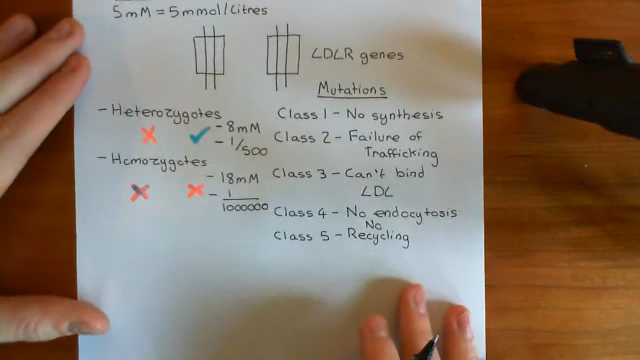 5mM = 5mmol/Litres
LDLR genes
Mutations
- Heterozygotes
- 8mM
- 1/500
- Homozygotes
- 18mM
- 1
1000000
Class 1 - No synthesis
Class 2 - Failure of
Trafficking
Class 3 - Can't bind
LDL
Class 4 - No endocytosis
No
Class 5 - Recycling